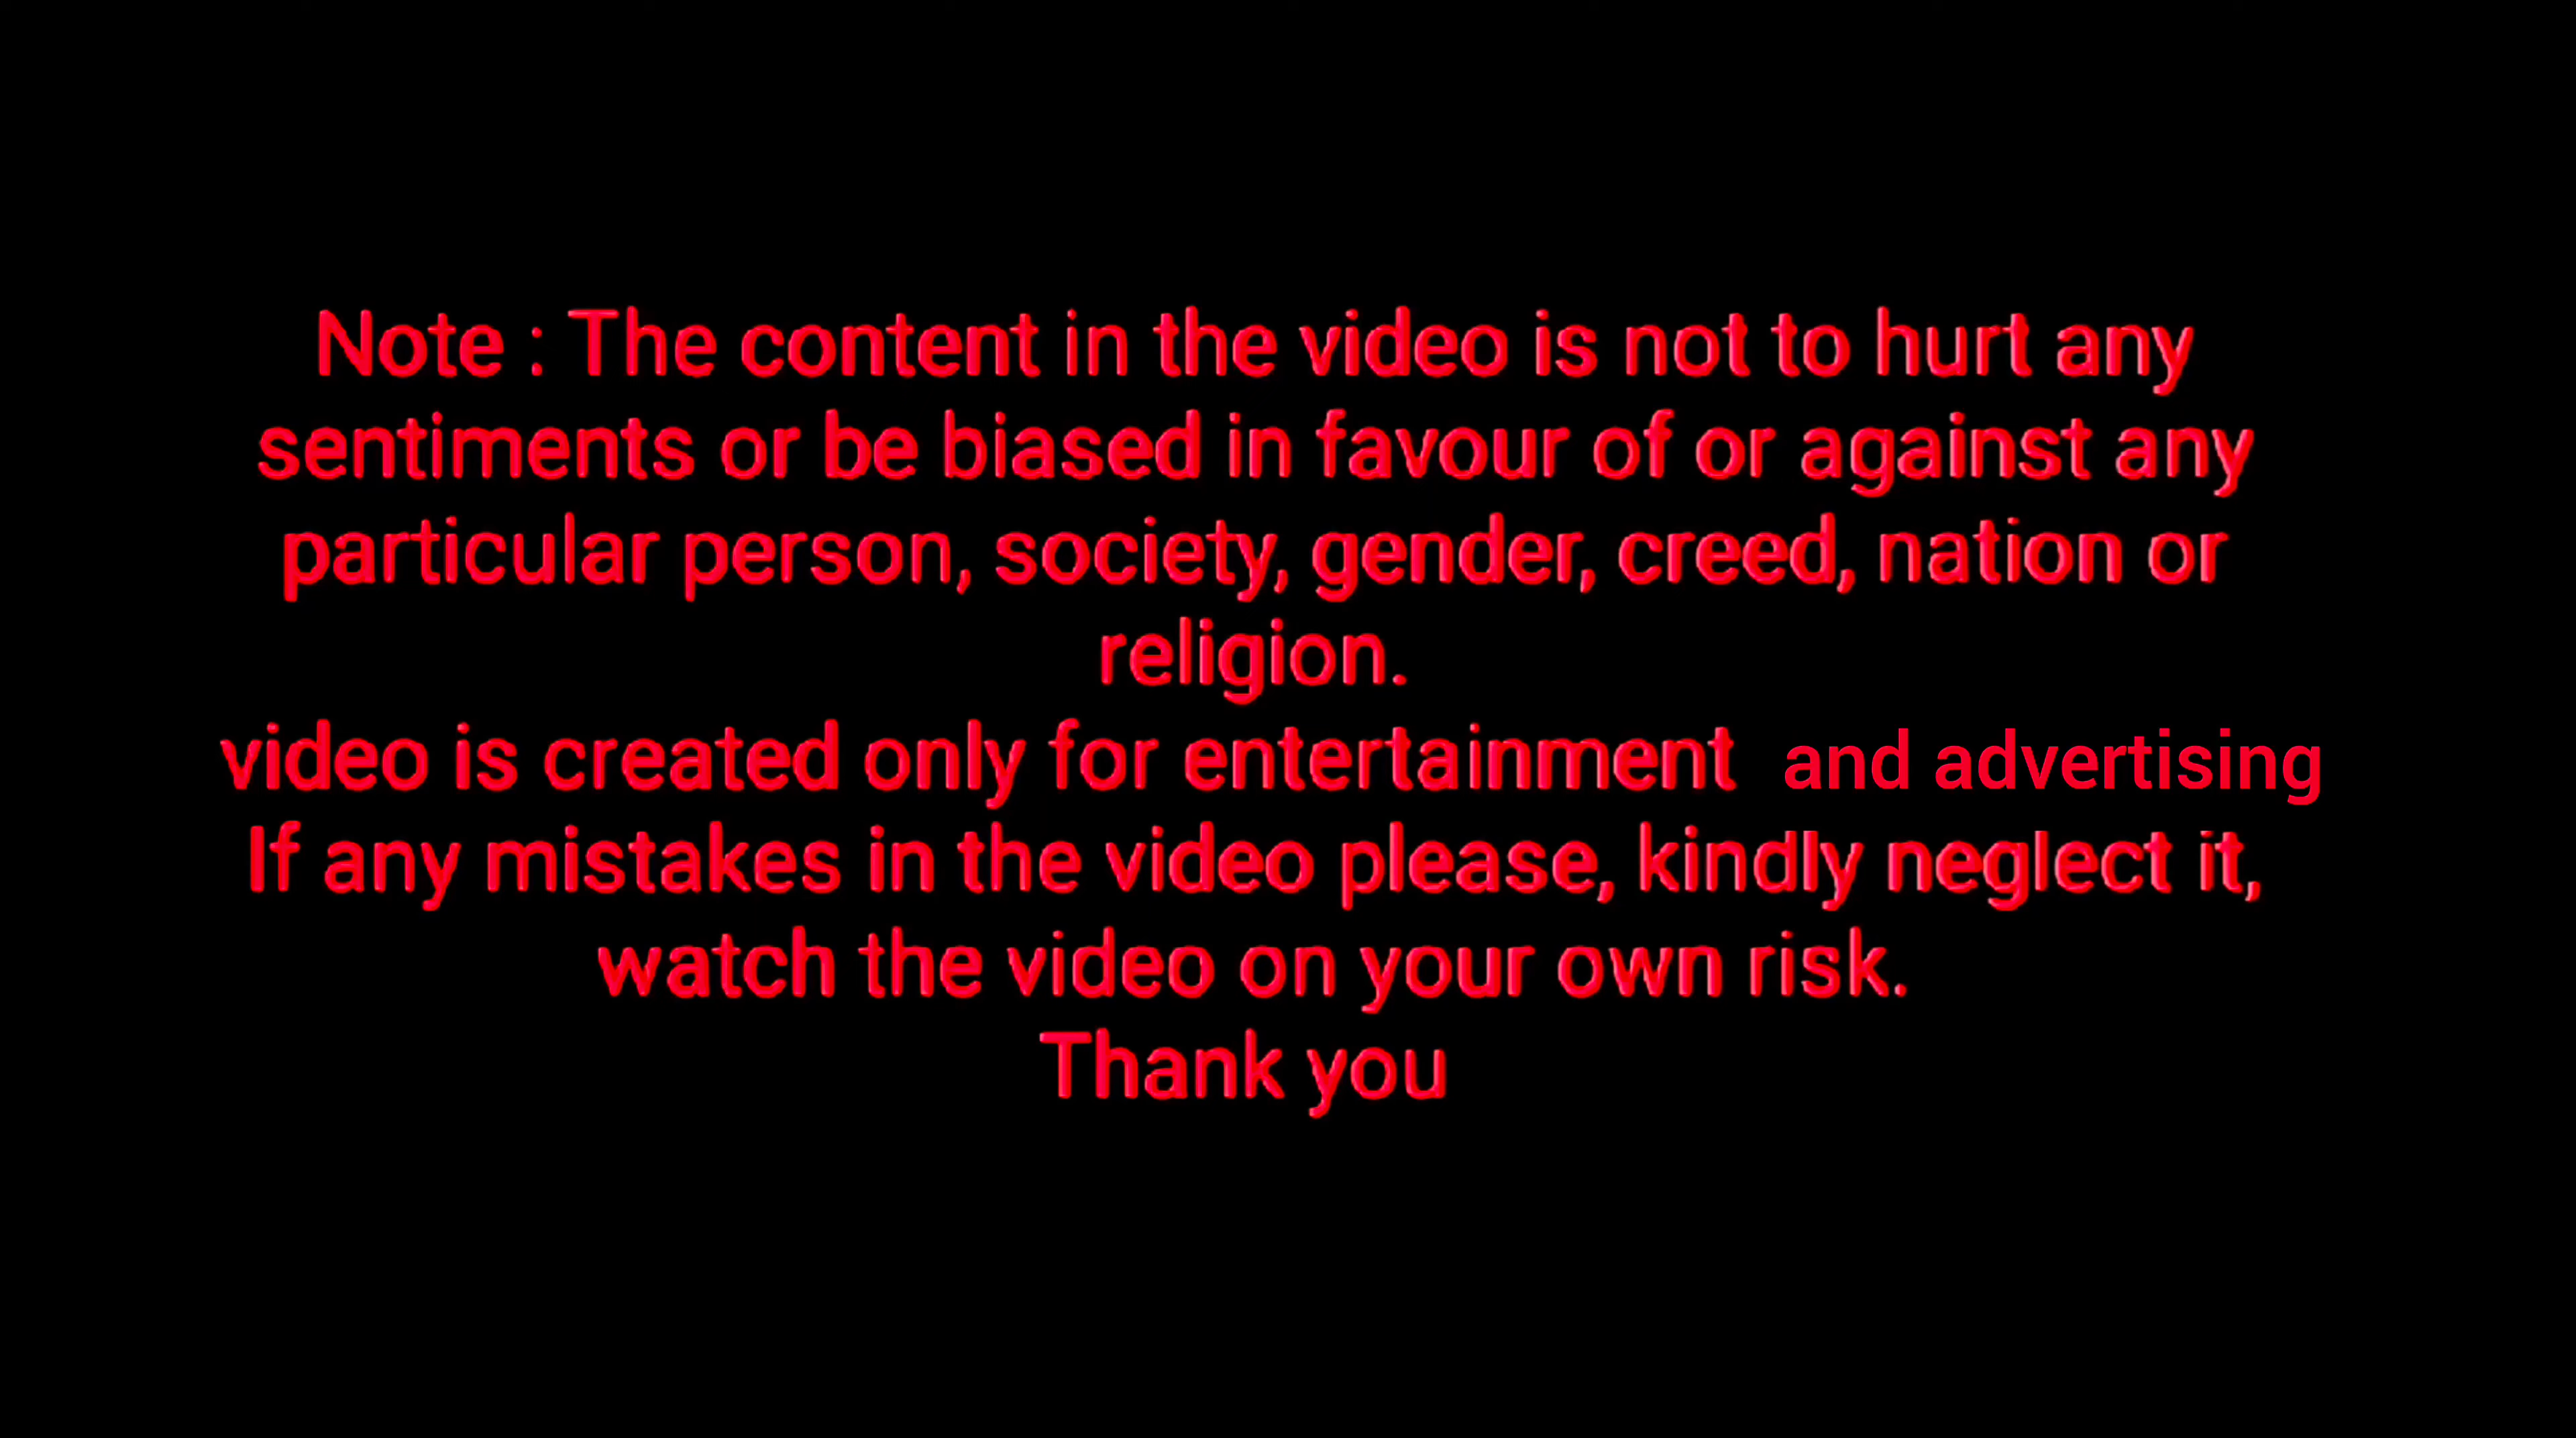 Note : The content in the video is not to hurt any
sentiments or be biased in favour of or against any
particular person, society, gender, creed, nation or
religion.
video is created only for entertainment and advertising
If any mistakes in the video please, kindly neglect it,
watch the video on your own risk.
Thank you